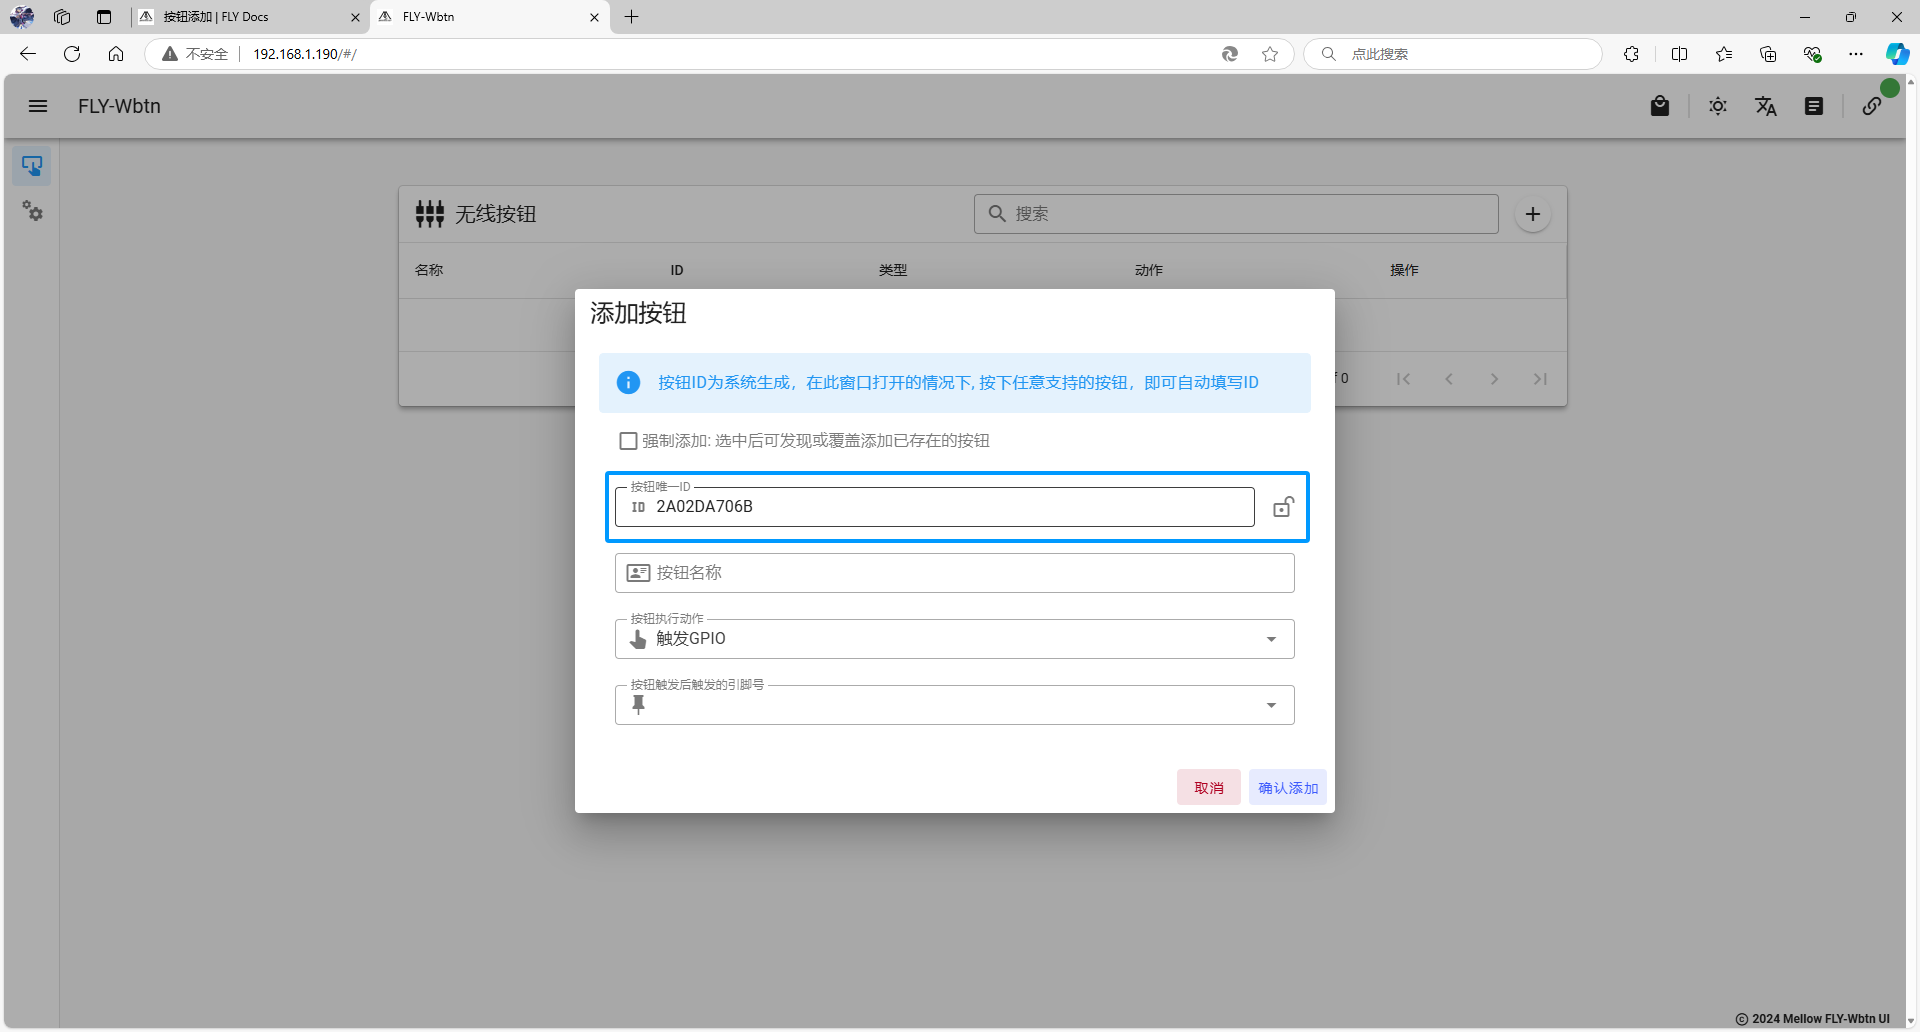 按钮添加 | FLY Docs
FLY-Wbtn
不安全
192.168.1.190/#/
点此搜索
FLY-Wbtn
无线按钮
搜索
名称 ID 类型 动作 操作
添加按钮
按钮ID为系统生成，在此窗口打开的情况下, 按下任意支持的按钮，即可自动填写ID
0
强制添加: 选中后可发现或覆盖添加已存在的按钮
按钮唯一ID
ID 2A02DA706B
按钮名称
按钮执行动作
触发GPIO
按钮触发后触发的引脚号
取消 确认添加
© 2024 Mellow FLY-Wbtn UI